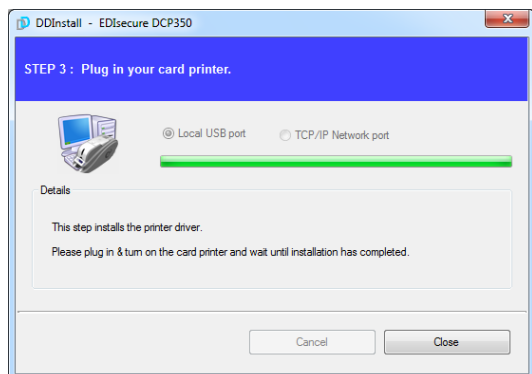 DDInstall - EDIsecure DCP350
STEP 3 : Plug in your card printer.
Local USB port
TCP/IP Network port
Details
This step installs the printer driver.
Please plug in & turn on the card printer and wait until installation has completed.
Cancel
Close